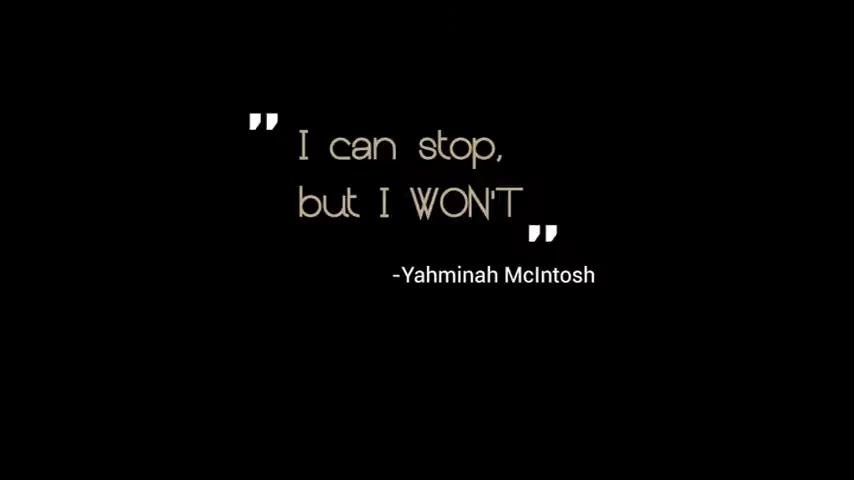 " I can stop,
but I WON'T "
-Yahminah McIntosh